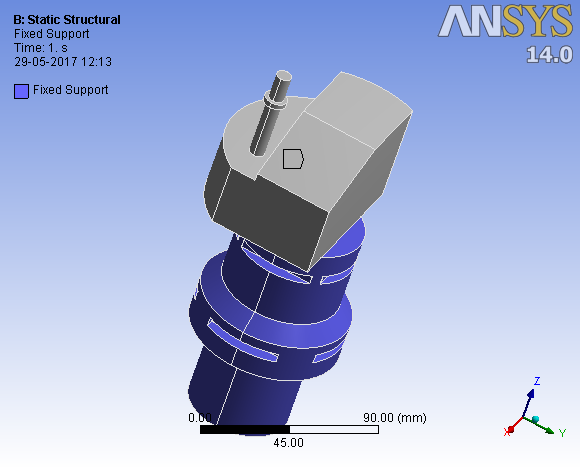 B: Static Structural
Fixed Support
Time: 1. s
29-05-2017 12:13
Fixed Support
ANSYS
14.0
0.00
90.00 (mm)
45.00
Z
X
Y